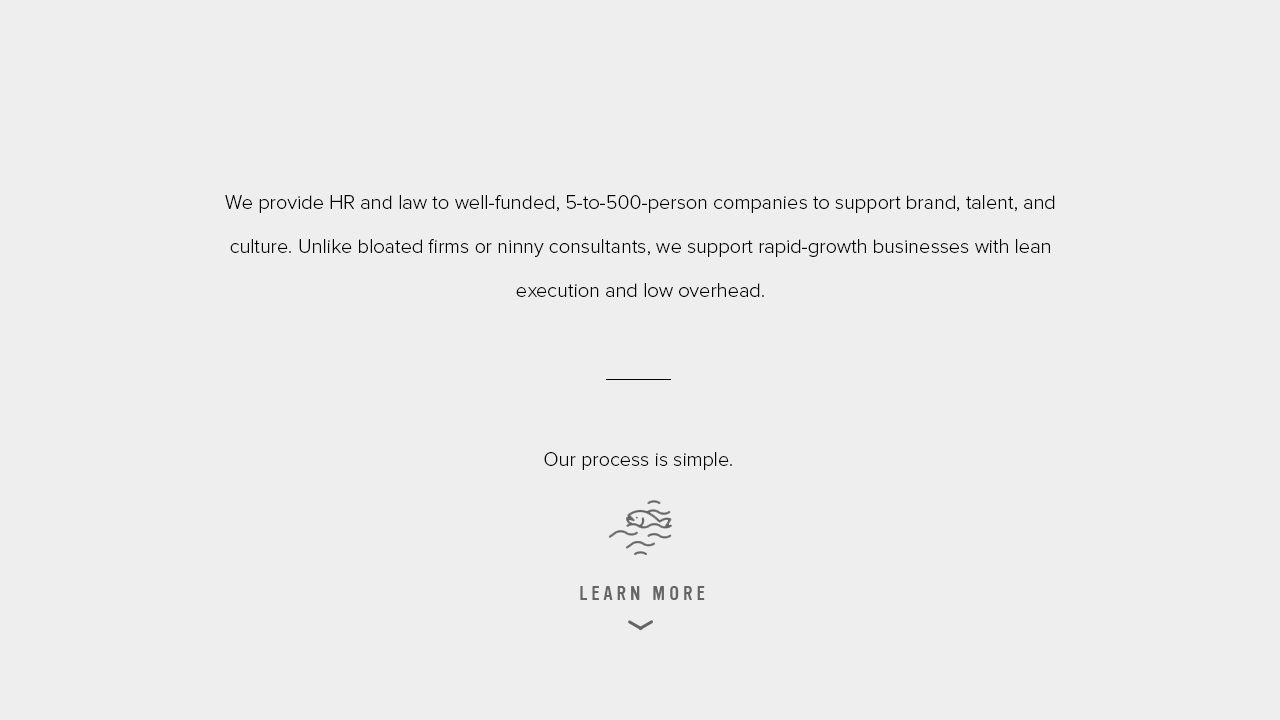 We provide HR and law to well-funded, 5-to-500-person companies to support brand, talent, and
culture. Unlike bloated firms or ninny consultants, we support rapid-growth businesses with lean
execution and low overhead.
Our process is simple.
LEARN MORE